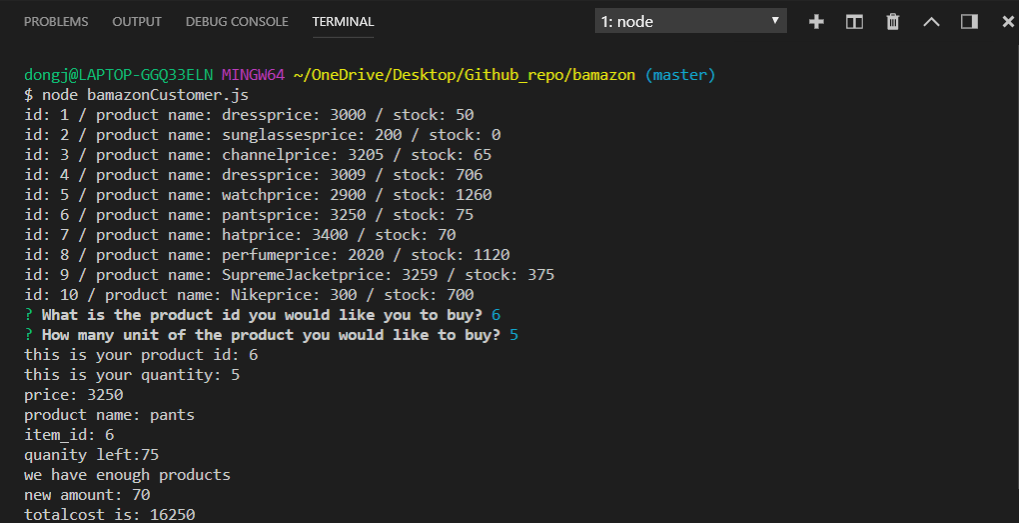 PROBLEMS OUTPUT DEBUG CONSOLE TERMINAL 1: node
dongj@LAPTOP-GGQ33ELN MINGW64 ~/OneDrive/Desktop/Github_repo/bamazon (master)
$ node bamazonCustomer.js
id: 1 / product name: dressprice: 3000 / stock: 50
id: 2 / product name: sunglassesprice: 200 / stock: 0
id: 3 / product name: channelprice: 3205 / stock: 65
id: 4 / product name: dressprice: 3009 / stock: 706
id: 5 / product name: watchprice: 2900 / stock: 1260
id: 6 / product name: pantsprice: 3250 / stock: 75
id: 7 / product name: hatprice: 3400 / stock: 70
id: 8 / product name: perfumeprice: 2020 / stock: 1120
id: 9 / product name: SupremeJacketprice: 3259 / stock: 375
id: 10 / product name: Nikeprice: 300 / stock: 700
? What is the product id you would like you to buy? 6
? How many unit of the product you would like to buy? 5
this is your product id: 6
this is your quantity: 5
price: 3250
product name: pants
item_id: 6
quanity left:75
we have enough products
new amount: 70
totalcost is: 16250